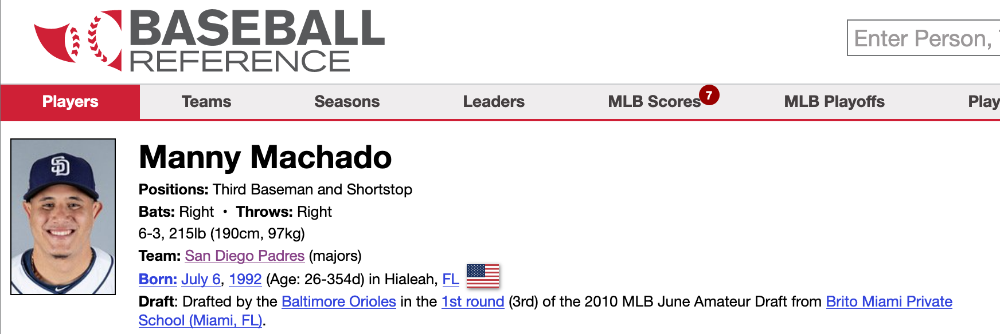 BASEBALL
REFERENCE
Enter Person,
Players
Teams
Seasons
Leaders
MLB Scores
7
MLB Playoffs
Play
SD
Manny Machado
Positions: Third Baseman and Shortstop
Bats: Right • Throws: Right
6-3, 215lb (190cm, 97kg)
Team: San Diego Padres (majors)
Born: July 6, 1992 (Age: 26-354d) in Hialeah, FL
Draft: Drafted by the Baltimore Orioles in the 1st round (3rd) of the 2010 MLB June Amateur Draft from Brito Miami Private
School (Miami, FL).